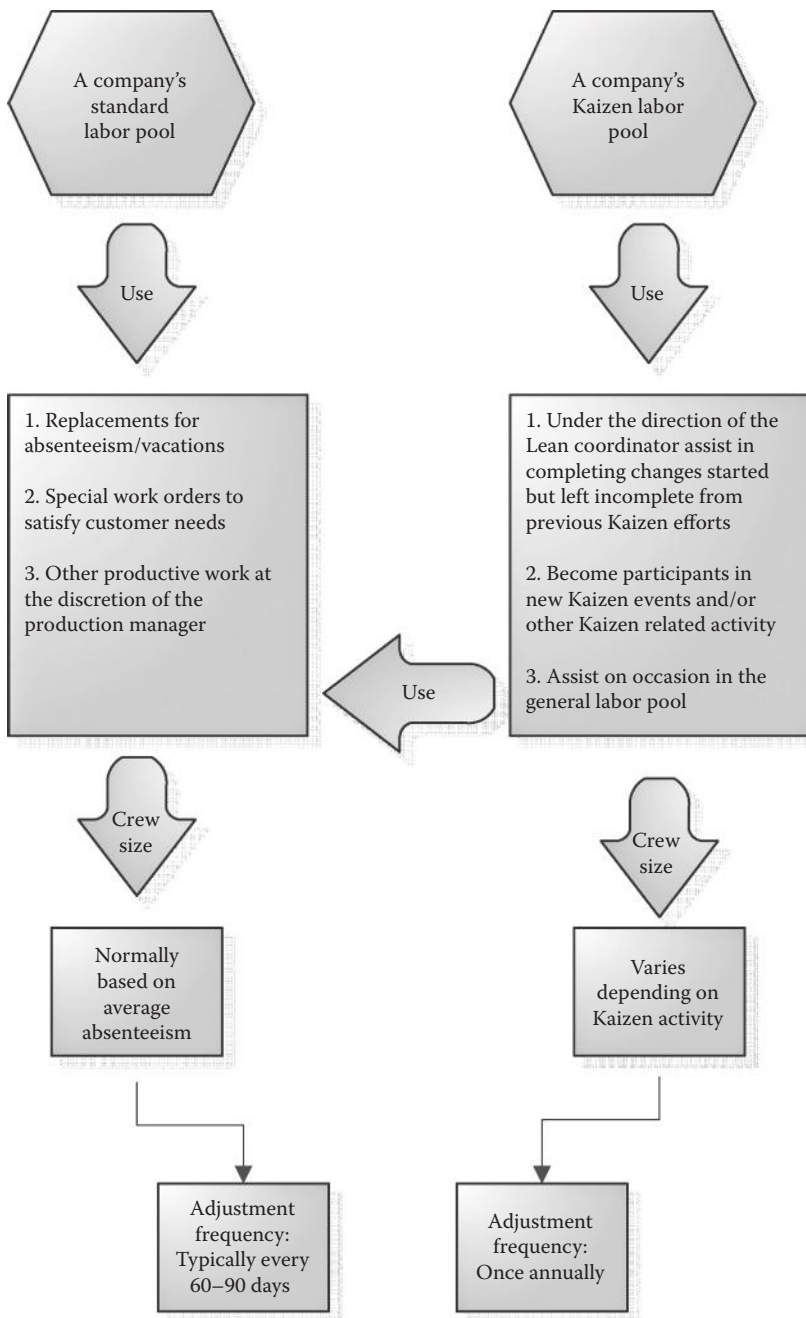 A company's
standard
labor pool
A company's
Kaizen labor
pool
Use
Use
1. Replacements for
absenteeism/vacations
2. Special work orders to
satisfy customer needs
3. Other productive work at
the discretion of the
production manager
1. Under the direction of the
Lean coordinator assist in
completing changes started
but left incomplete from
previous Kaizen efforts
2. Become participants in
new Kaizen events and/or
other Kaizen related activity
3. Assist on occasion in the
general labor pool
Use
Crew
size
Crew
size
Normally
based on
average
absenteeism
Varies
depending on
Kaizen activity
Adjustment
frequency:
Typically every
60–90 days
Adjustment
frequency:
Once annually